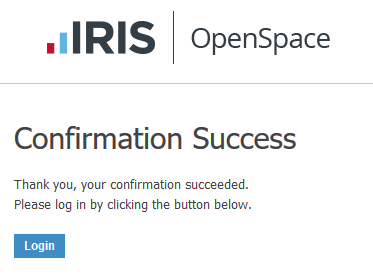 IRIS OpenSpace
Confirmation Success
Thank you, your confirmation succeeded.
Please log in by clicking the button below.
Login